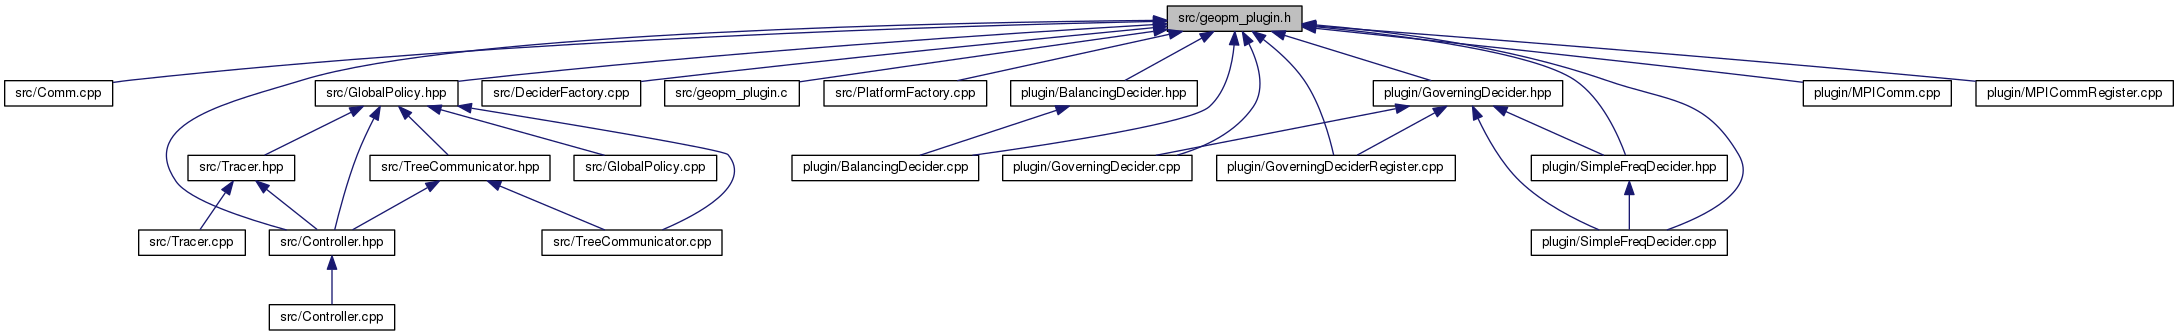 src/geopm_plugin.h
src/Comm.cpp
src/GlobalPolicy.hpp
src/DeciderFactory.cpp
src/geopm_plugin.c
src/PlatformFactory.cpp
plugin/BalancingDecider.hpp
plugin/GoverningDecider.hpp
plugin/MPIComm.cpp
plugin/MPICommRegister.cpp
src/Tracer.hpp
src/TreeCommunicator.hpp
src/GlobalPolicy.cpp
plugin/BalancingDecider.cpp
plugin/GoverningDecider.cpp
plugin/GoverningDeciderRegister.cpp
plugin/SimpleFreqDecider.hpp
src/Tracer.cpp
src/Controller.hpp
src/TreeCommunicator.cpp
plugin/SimpleFreqDecider.cpp
src/Controller.cpp